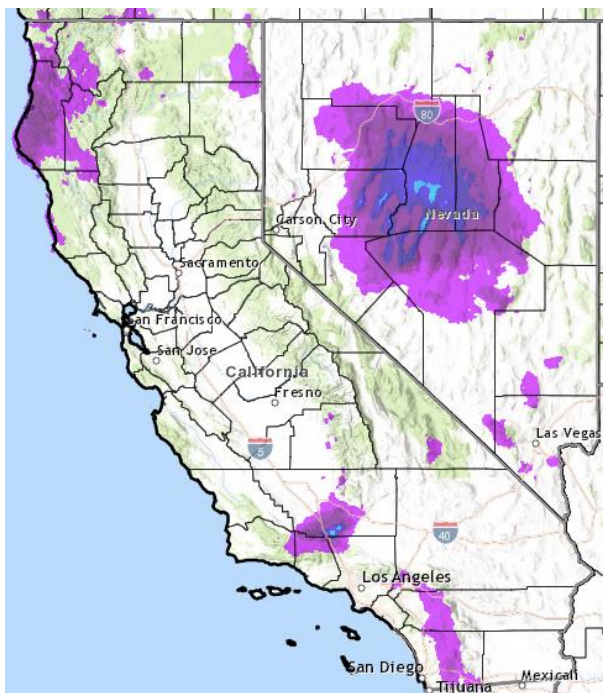 80
Carson City
Nevada
Sacramento
San Francisco
San Jose
California
Fresno
5
Las Vegas
40
Los Angeles
San Diego
Tijuana
Mexicali